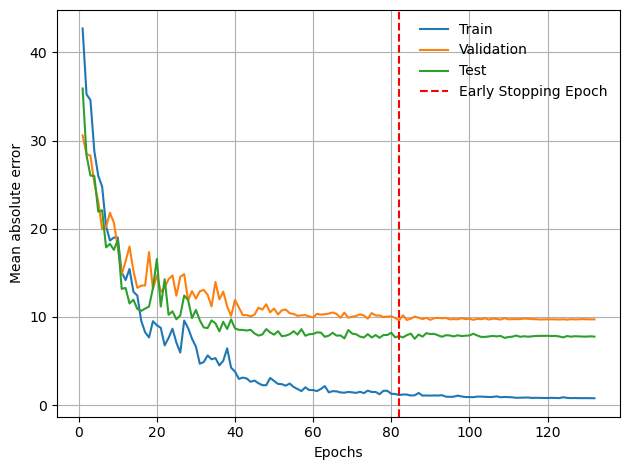 Train
Validation
Test
Early Stopping Epoch
Mean absolute error
40
30
20
10
0
0 20 40 60 80 100 120
Epochs